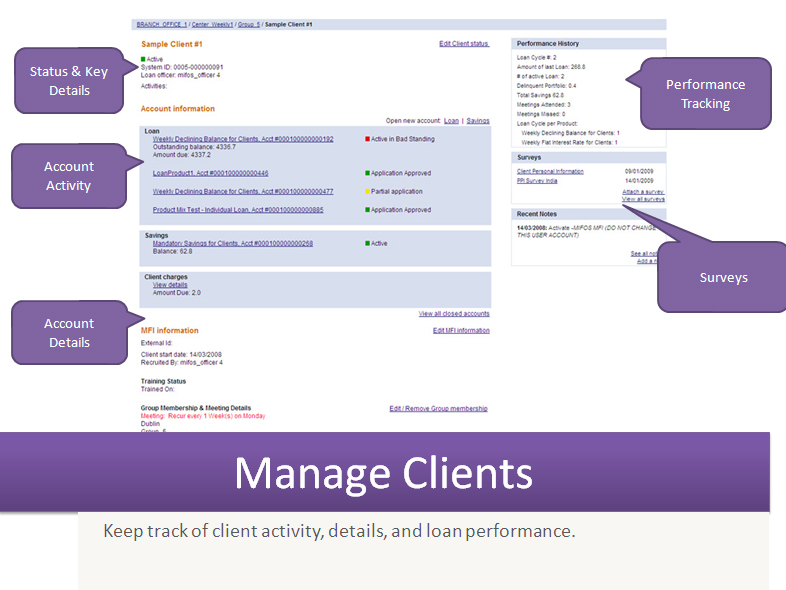 BRANCH_OFFICE_1 / Center_Weekly1 / Group_5 / Sample Client #1
Sample Client #1
Edit Client status
Active
System ID: 0005-000000091
Loan officer: mifos_officer 4
Activities:
Account information
Open new account: Loan | Savings
Loan
Weekly Declining Balance for Clients, Acct #000100000000192
Active in Bad Standing
Outstanding balance: 4336.7
Amount due: 4337.2
LoanProduct1, Acct #000100000000446
Application Approved
Weekly Declining Balance for Clients, Acct #000100000000477
Partial application
Product Mix Test - Individual Loan, Acct #000100000000885
Application Approved
Savings
Mandatory Savings for Clients, Acct #000100000000258
Active
Balance: 62.8
Client charges
View details
Amount Due: 2.0
View all closed accounts
MFI information
Edit MFI information
External Id:
Client start date: 14/03/2008
Recruited By: mifos_officer 4
Training Status
Trained On:
Group Membership & Meeting Details
Edit / Remove Group membership
Meeting: Recur every 1 Week(s) on Monday
Dublin
Group_5
Performance History
Loan Cycle #: 2
Amount of last Loan: 268.8
# of active Loan: 2
Delinquent Portfolio: 0.4
Total Savings 62.8
Meetings Attended: 3
Meetings Missed: 0
Loan Cycle per Product:
Weekly Declining Balance for Clients: 1
Weekly Flat Interest Rate for Clients: 1
Surveys
Client Personal Information 09/01/2009
PPI Survey India 14/01/2009
Attach a survey
View all surveys
Recent Notes
14/03/2008: Activate -MIFOS MFI (DO NOT CHANGE
THIS USER ACCOUNT)
See all not
Add a n
Status & Key
Details
Account
Activity
Account
Details
Performance
Tracking
Surveys
Manage Clients
Keep track of client activity, details, and loan performance.